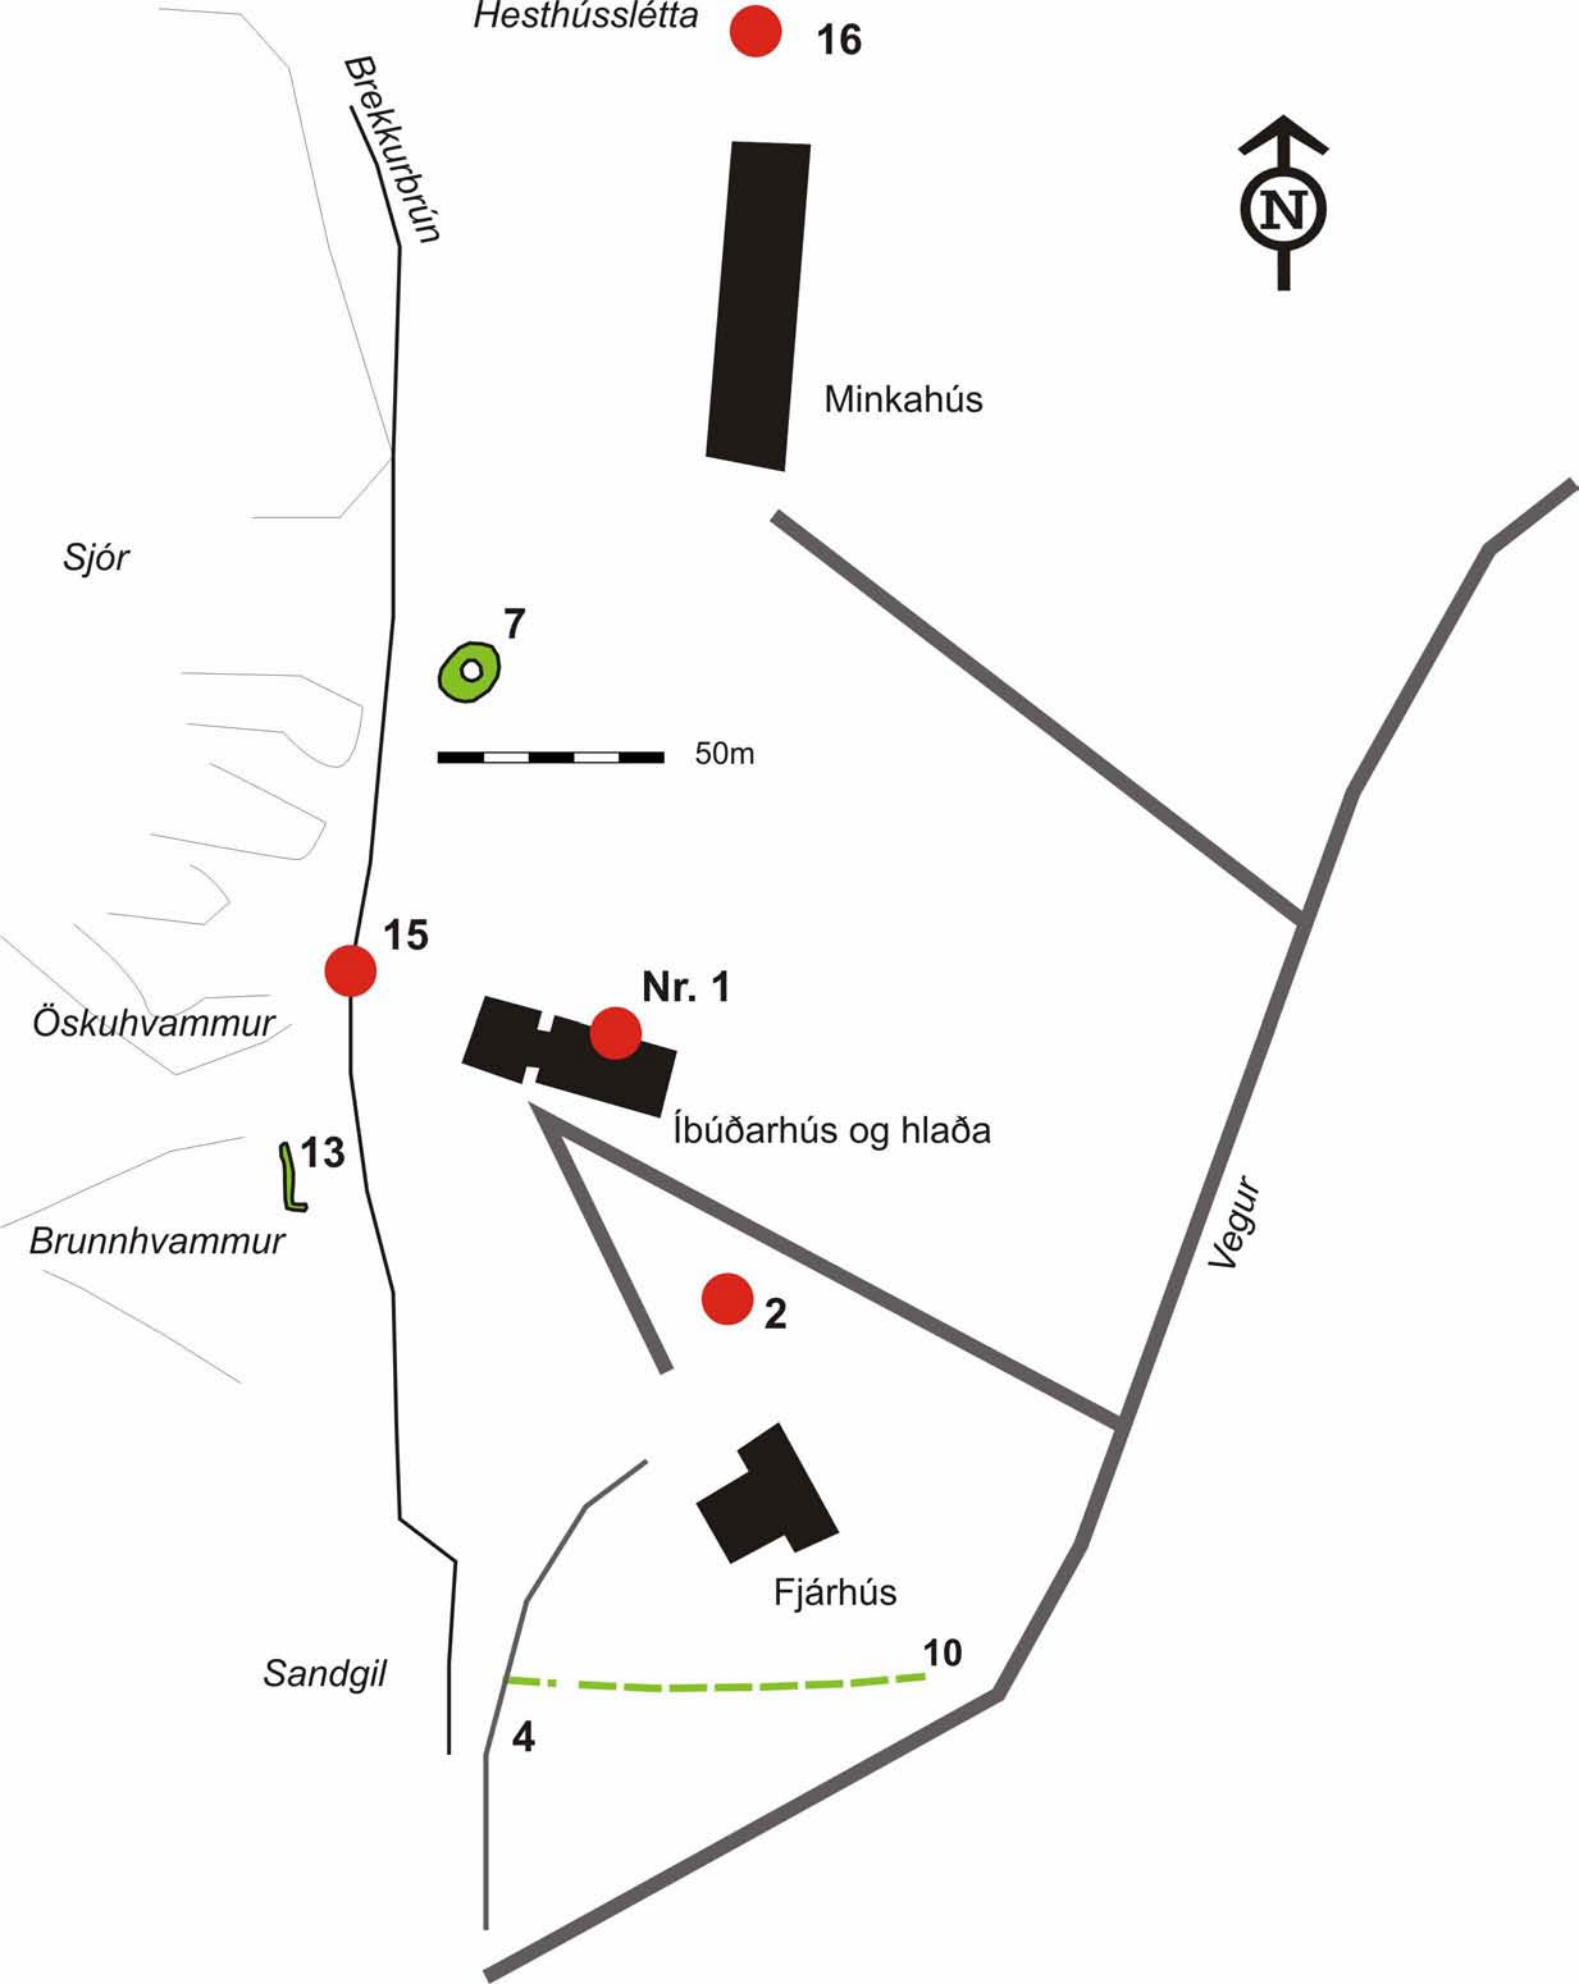 Hesthússlétta
16
Brekkurbrún
N
Minkahús
Sjór
7
50m
15
Nr. 1
Öskuhvammur
Íbúðarhús og hlaða
13
Vegur
Brunnhvammur
2
Fjárhús
10
Sandgil
4